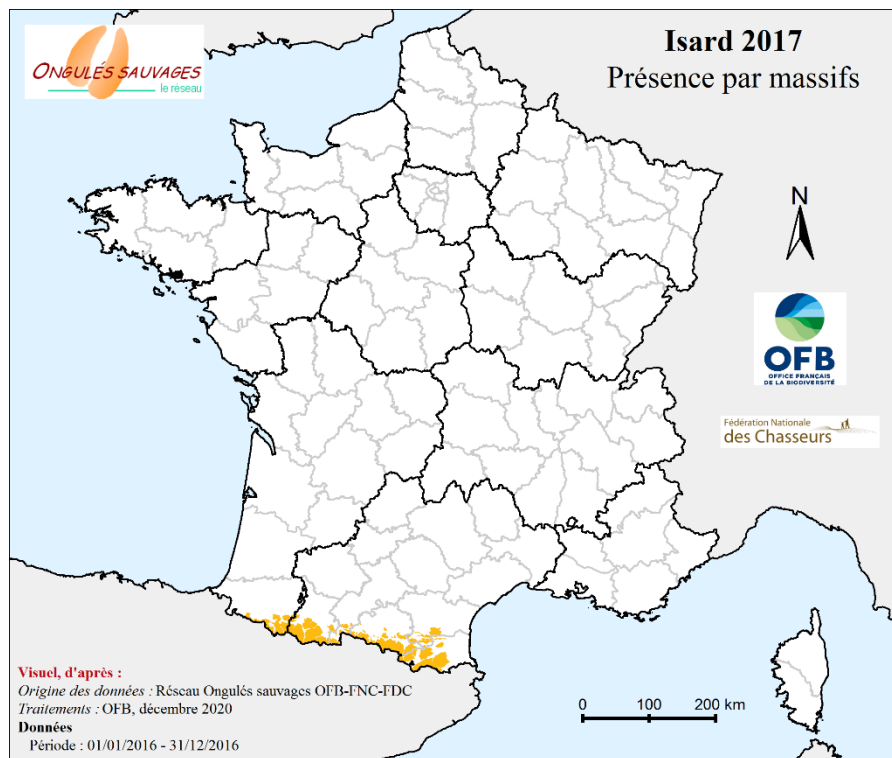 ONGULÉS SAUVAGES
le réseau
Isard 2017
Présence par massifs
N
OFB
OFFICE FRANÇAIS
DE LA BIODIVERSITÉ
Fédération Nationale
des Chasseurs
Visuel, d'après :
Origine des données : Réseau Ongulés sauvages OFB-FNC-FDC
Traitements : OFB, décembre 2020
Données
Période : 01/01/2016 - 31/12/2016
0 100 200 km